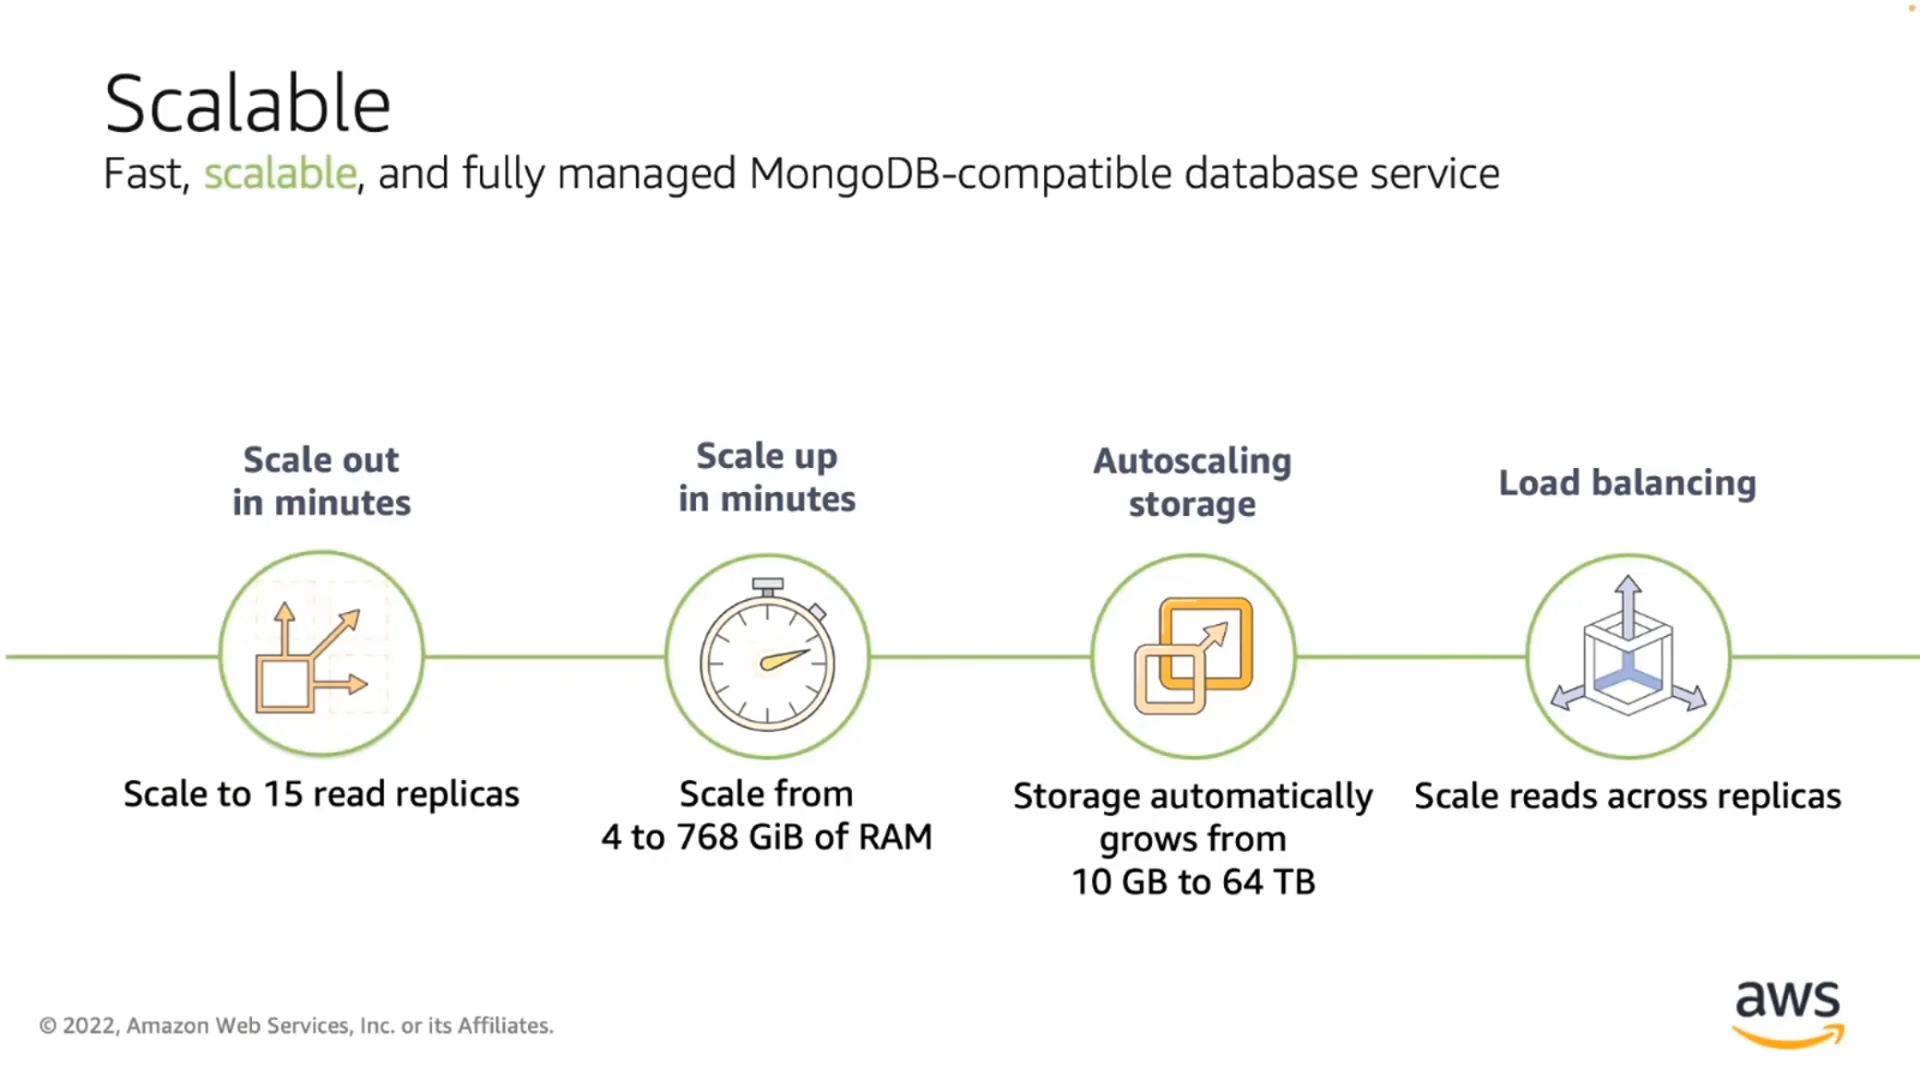 Scalable
Fast, scalable, and fully managed MongoDB-compatible database service
Scale out
in minutes
Scale to 15 read replicas
Scale up
in minutes
Scale from
4 to 768 GiB of RAM
Autoscaling
storage
Storage automatically
grows from
10 GB to 64 TB
Load balancing
Scale reads across replicas
© 2022, Amazon Web Services, Inc. or its Affiliates.
aws